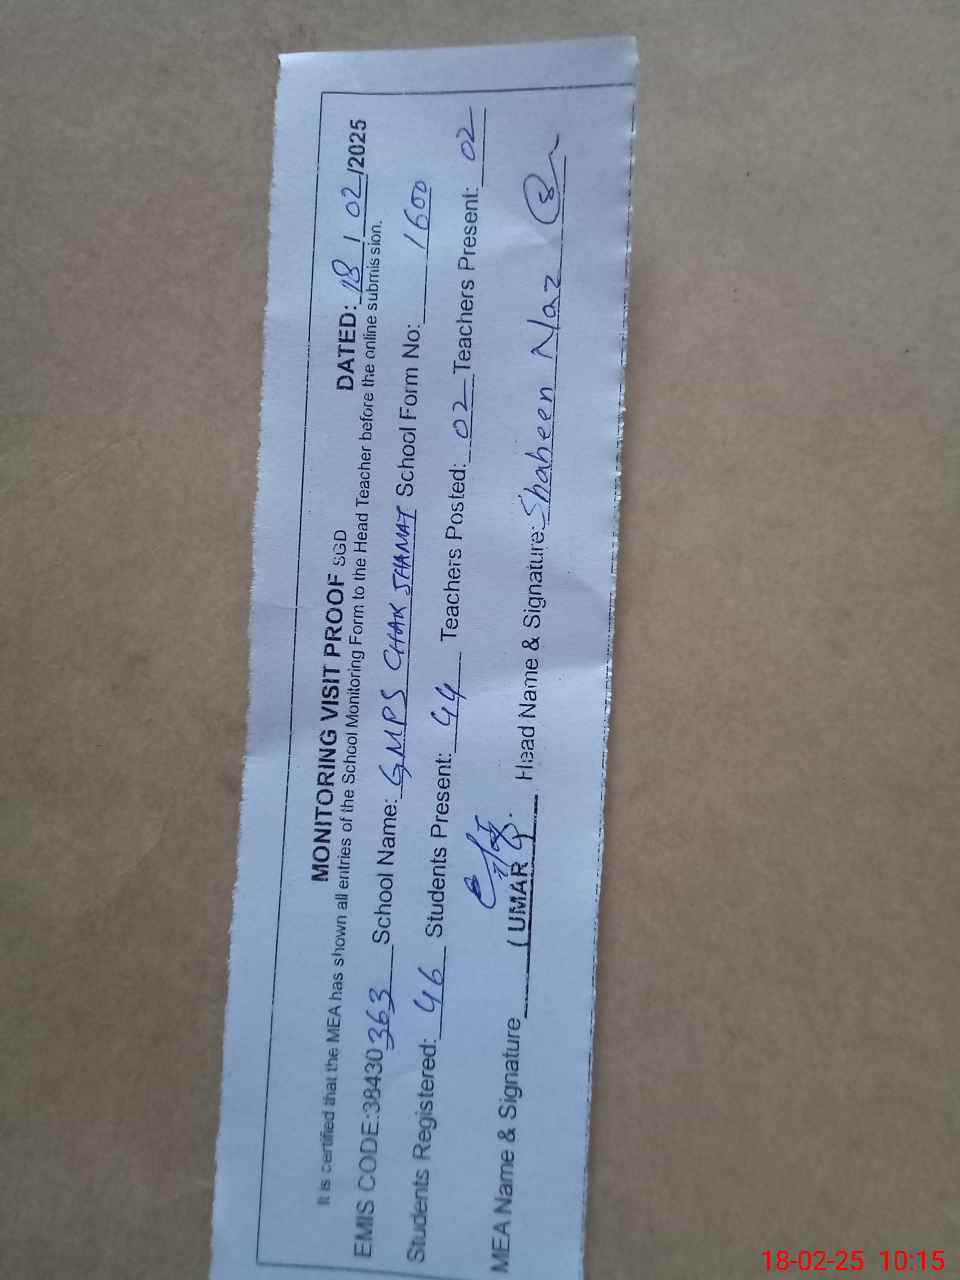 MONITORING VISIT PROOF SGD DATED: 18 / 02 /2025
It is certified that the MEA has shown all entries of the School Monitoring Form to the Head Teacher before the online submission.
EMIS CODE:38430363 School Name: GMPS CHAK SHAMAT School Form No: 1600
Students Registered: 46 Students Present: 44 Teachers Posted: 02 Teachers Present: 02
MEA Name & Signature (UMAR Head Name & Signature: Shaheen Naz
18-02-25 10:15